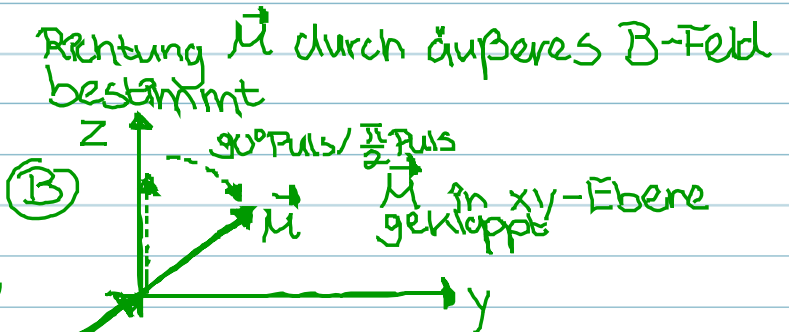 Richtung M⃗ durch äußeres B-Feld
bestimmt
Z
90°Puls/ π/2 Puls
B
M⃗ in xy-Ebene
μ⃗
geklappt
y